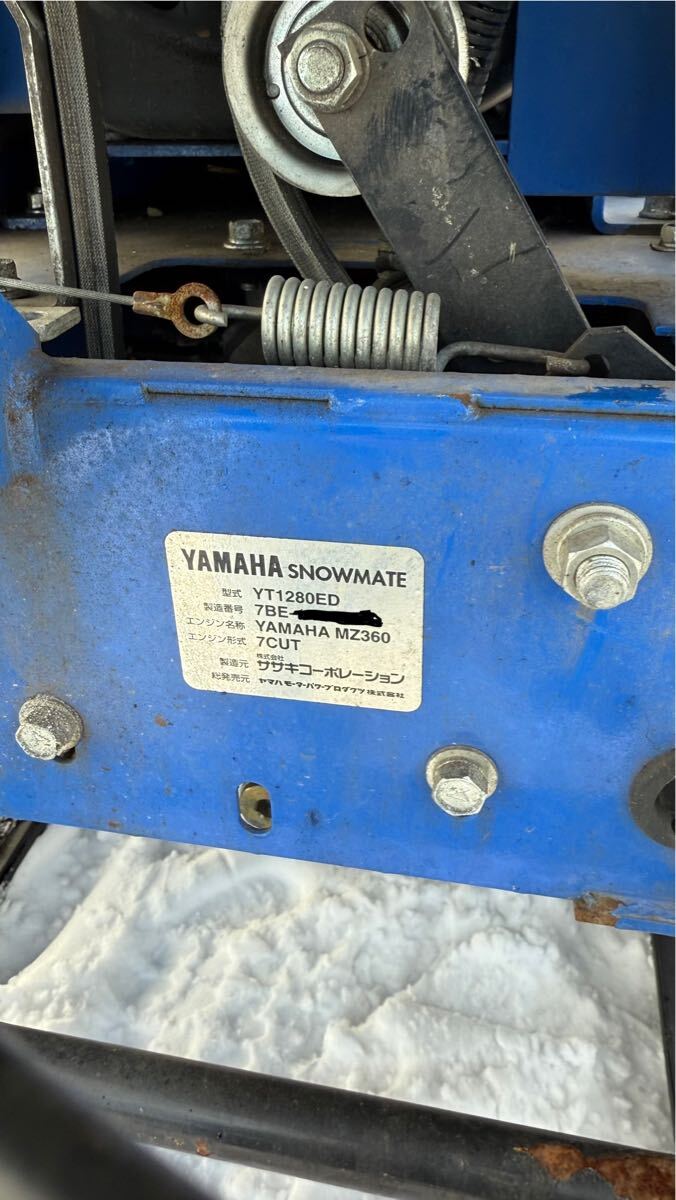 YAMAHA SNOWMATE
型式 YT1280ED
製造番号 7BE-
エンジン名称 YAMAHA MZ360
エンジン形式 7CUT
製造元 株式会社 ササキコーポレーション
総発売元 ヤマハモーターパワープロダクツ株式会社